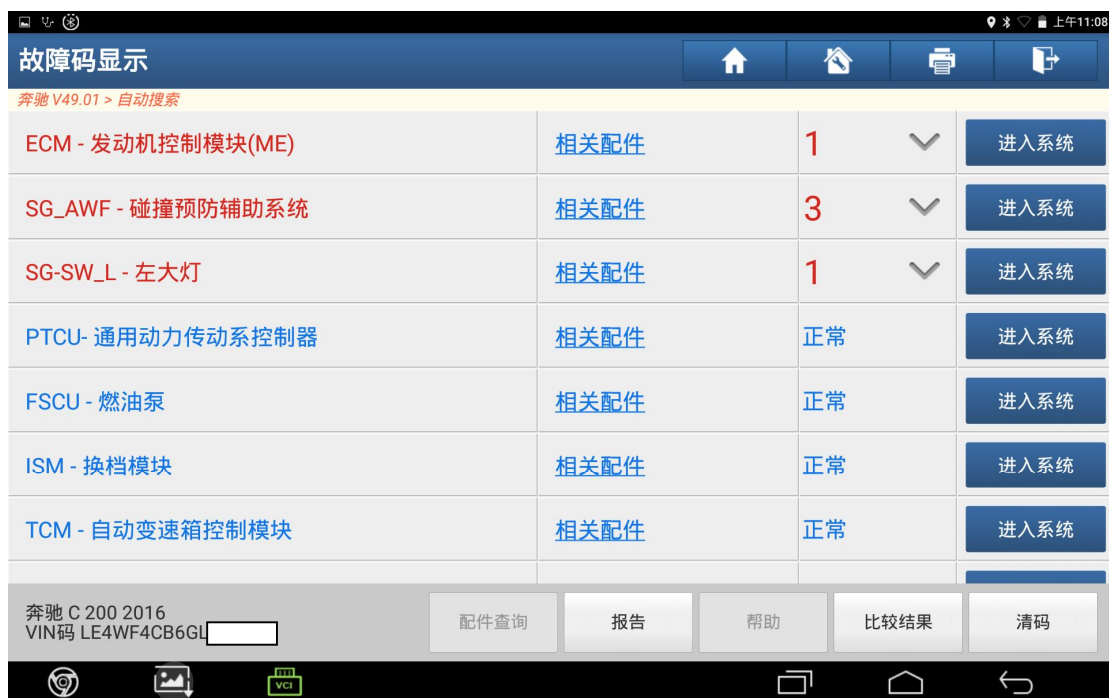 上午11:08
故障码显示
奔驰 V49.01 > 自动搜索
ECM - 发动机控制模块(ME) 相关配件 1 进入系统
SG_AWF - 碰撞预防辅助系统 相关配件 3 进入系统
SG-SW_L - 左大灯 相关配件 1 进入系统
PTCU- 通用动力传动系控制器 相关配件 正常 进入系统
FSCU - 燃油泵 相关配件 正常 进入系统
ISM - 换档模块 相关配件 正常 进入系统
TCM - 自动变速箱控制模块 相关配件 正常 进入系统
奔驰 C 200 2016
VIN码 LE4WF4CB6GL
配件查询 报告 帮助 比较结果 清码
VCI